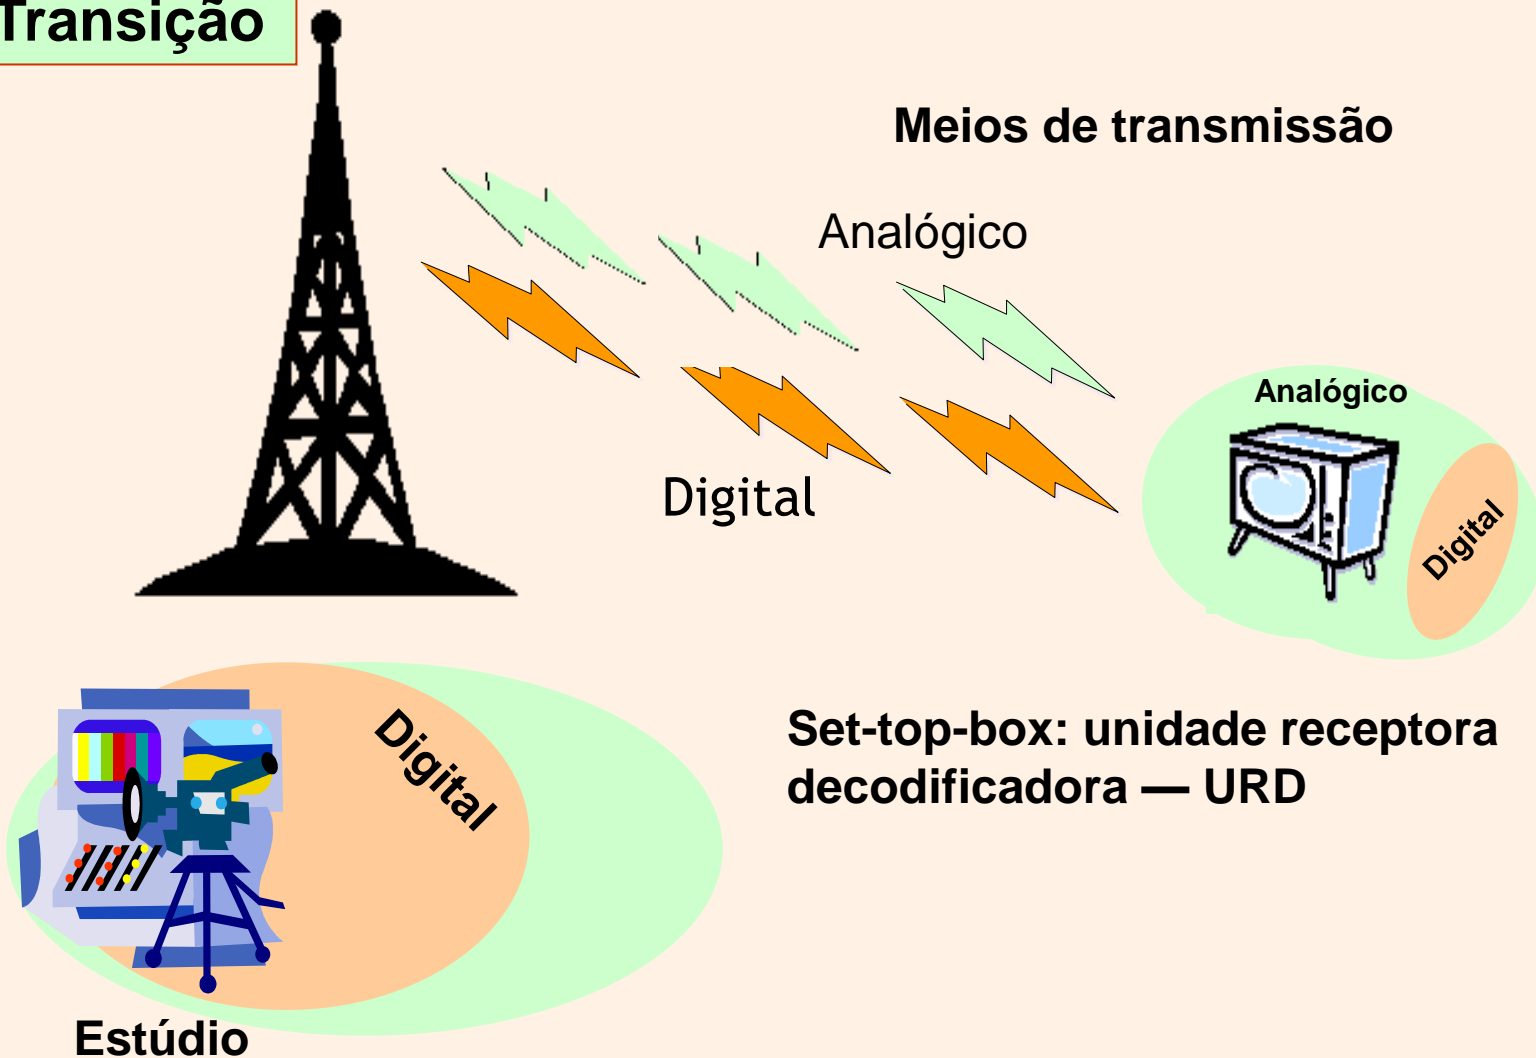 Transição
Meios de transmissão
Analógico
Analógico
Digital
Digital
Digital
Set-top-box: unidade receptora
decodificadora — URD
Estúdio